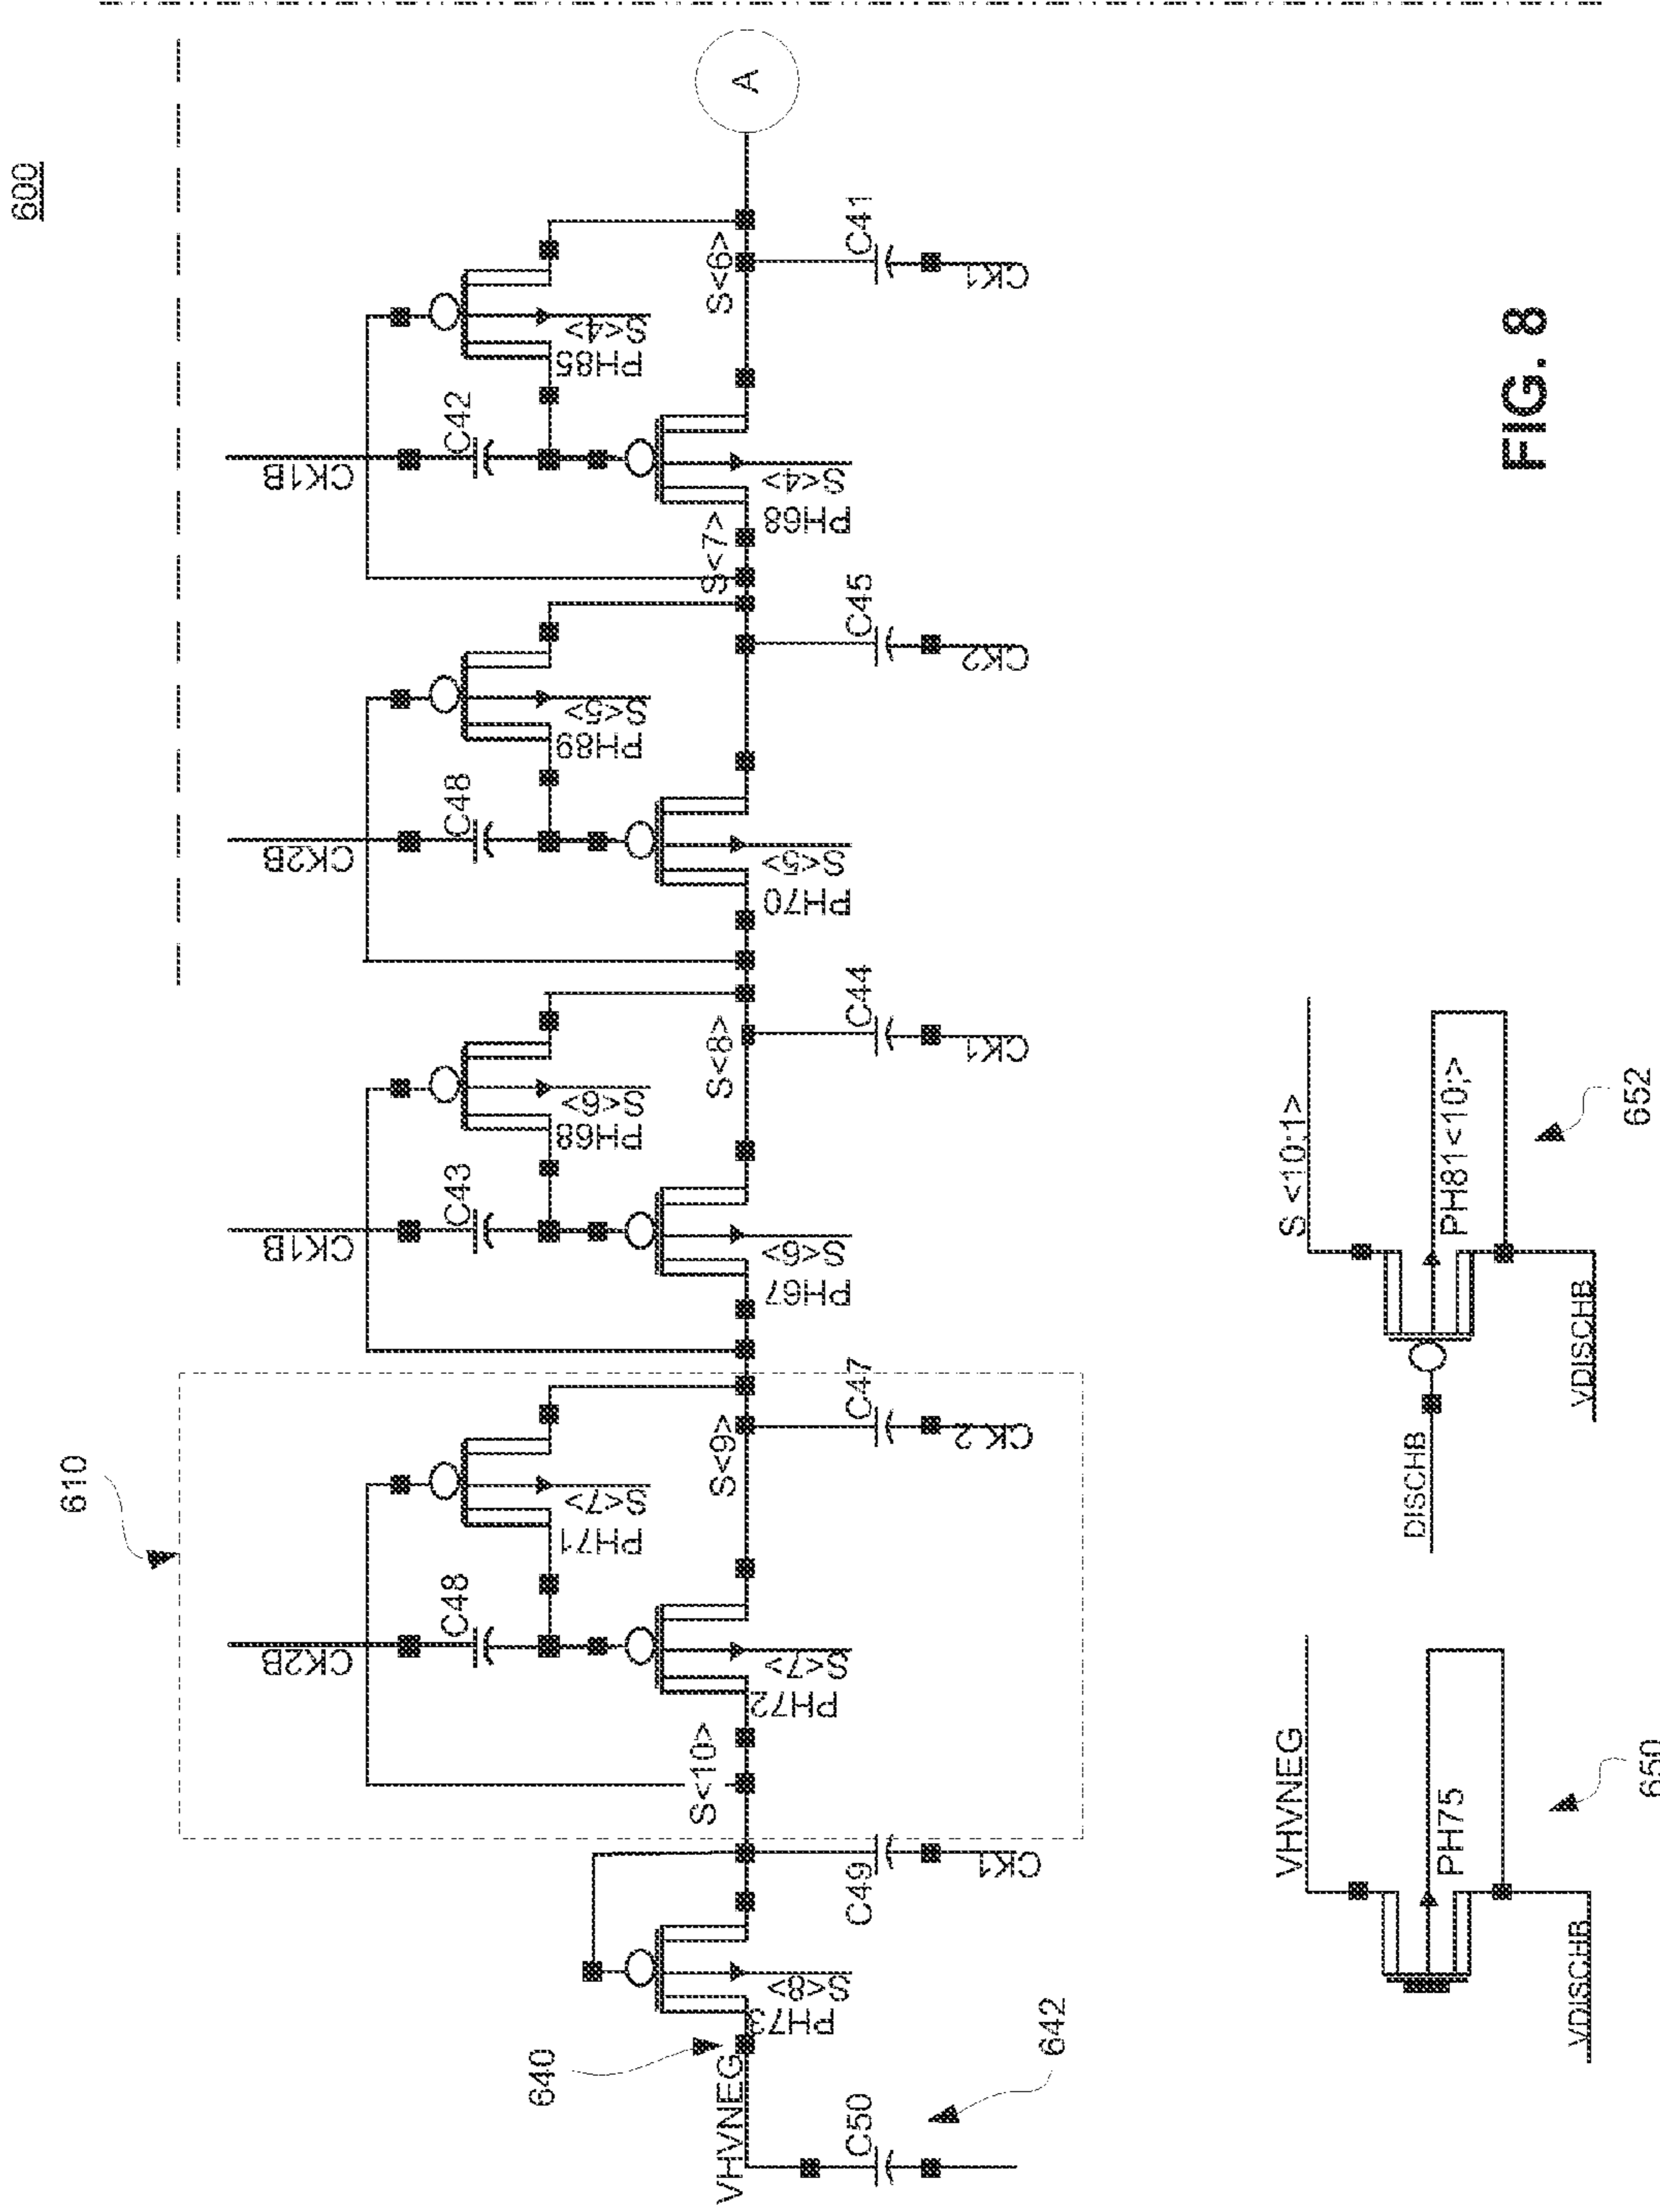 600
610
CK2B
C48
S<7>
PH71
S<10>
S<7>
PH72
S<9>
C47
CK2
CK1B
C43
S<6>
PH68
S<6>
PH67
S<8>
C44
CK1
CK2B
C48
S<5>
PH89
S<5>
PH70
S<7>
C45
CK2
CK1B
C42
S<4>
PH85
S<4>
PH68
S<6>
C41
CK1
A
640
VHVNEG
S<8>
PH73
C49
CK1
C50
642
VHVNEG
PH75
VDISCHB
650
S <10:1>
PH81<10;>
DISCHB
VDISCHB
652
FIG. 8